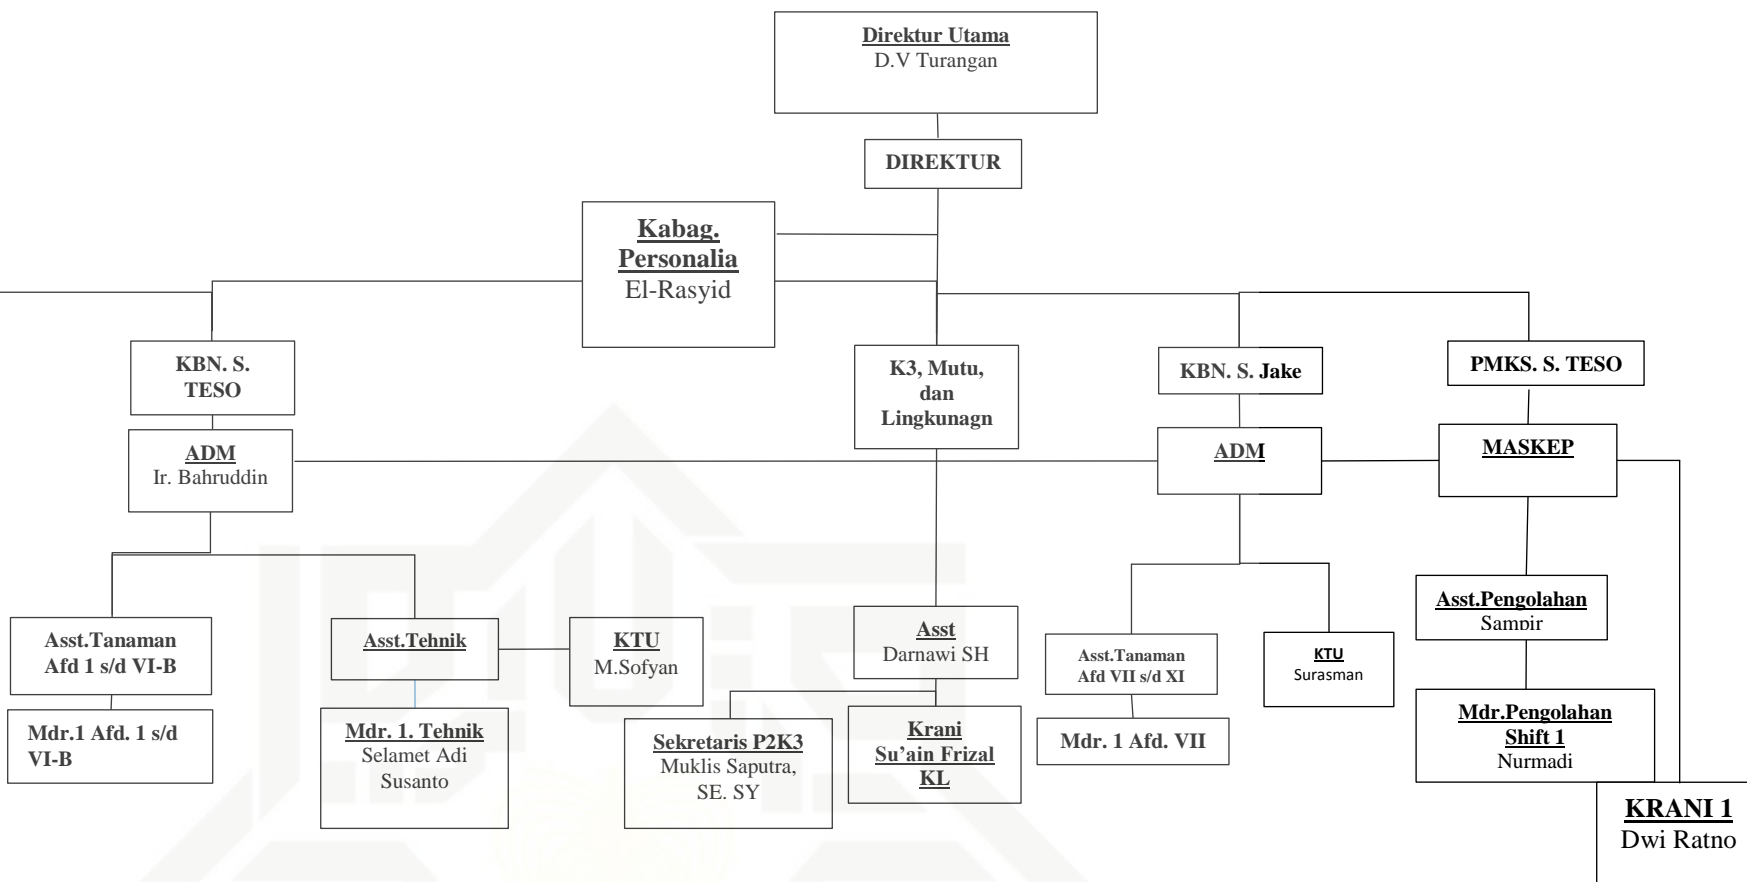 Direktur Utama
D.V Turangan
DIREKTUR
Kabag.
Personalia
El-Rasyid
KBN. S.
TESO
K3, Mutu,
dan
Lingkunagn
KBN. S. Jake
PMKS. S. TESO
ADM
Ir. Bahruddin
ADM
MASKEP
Asst.Tanaman
Afd 1 s/d VI-B
Asst.Tehnik
KTU
M.Sofyan
Asst
Darnawi SH
Asst.Tanaman
Afd VII s/d XI
KTU
Surasman
Asst.Pengolahan
Sampir
Mdr.1 Afd. 1 s/d
VI-B
Mdr. 1. Tehnik
Selamet Adi
Susanto
Sekretaris P2K3
Muklis Saputra,
SE. SY
Krani
Su’ain Frizal
KL
Mdr. 1 Afd. VII
Mdr.Pengolahan
Shift 1
Nurmadi
KRANI 1
Dwi Ratno